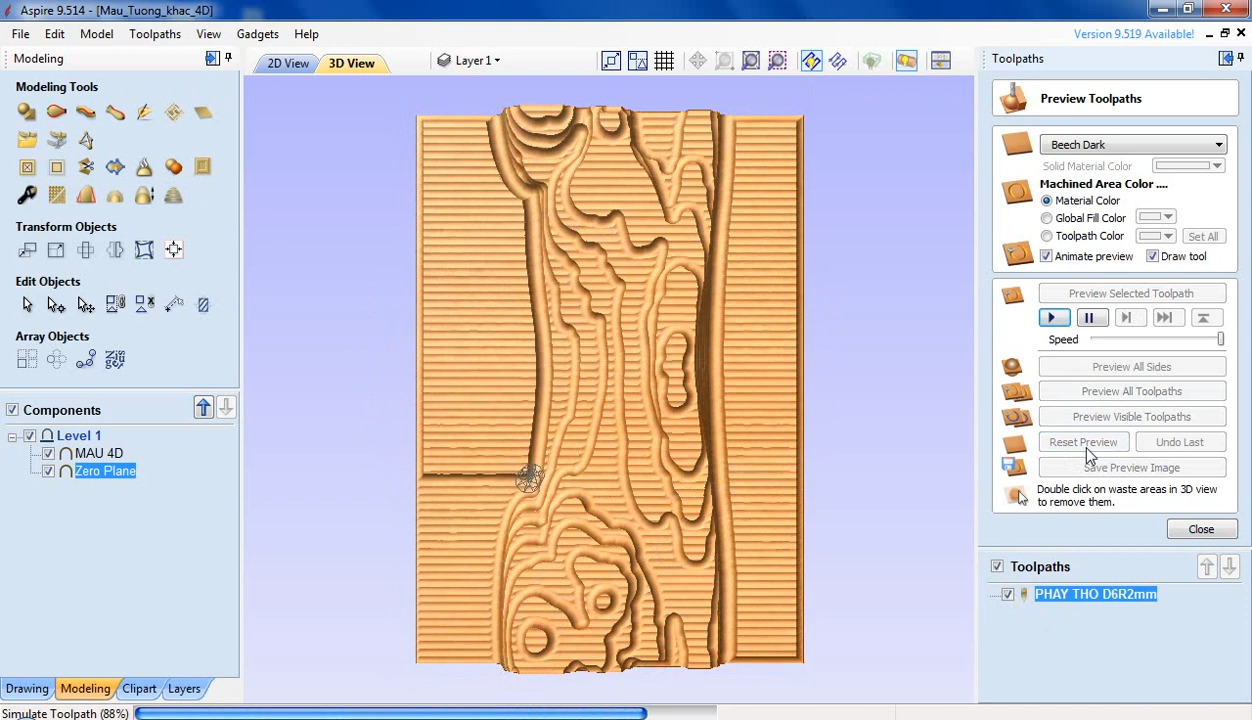 Aspire 9.514 - [Mau_Tuong_khac_4D]
File Edit Model Toolpaths View Gadgets Help
Version 9.519 Available!
Modeling
2D View 3D View Layer 1
Toolpaths
Modeling Tools
Preview Toolpaths
Beech Dark
Solid Material Color
Machined Area Color ....
Material Color
Global Fill Color
Toolpath Color Set All
Animate preview Draw tool
Transform Objects
Edit Objects
Preview Selected Toolpath
Speed
Array Objects
Preview All Sides
Preview All Toolpaths
Preview Visible Toolpaths
Reset Preview Undo Last
Save Preview Image
Double click on waste areas in 3D view
to remove them.
Close
Components
Level 1
MAU 4D
Zero Plane
Toolpaths
PHAY THO D6R2mm
Drawing Modeling Clipart Layers
Simulate Toolpath (88%)